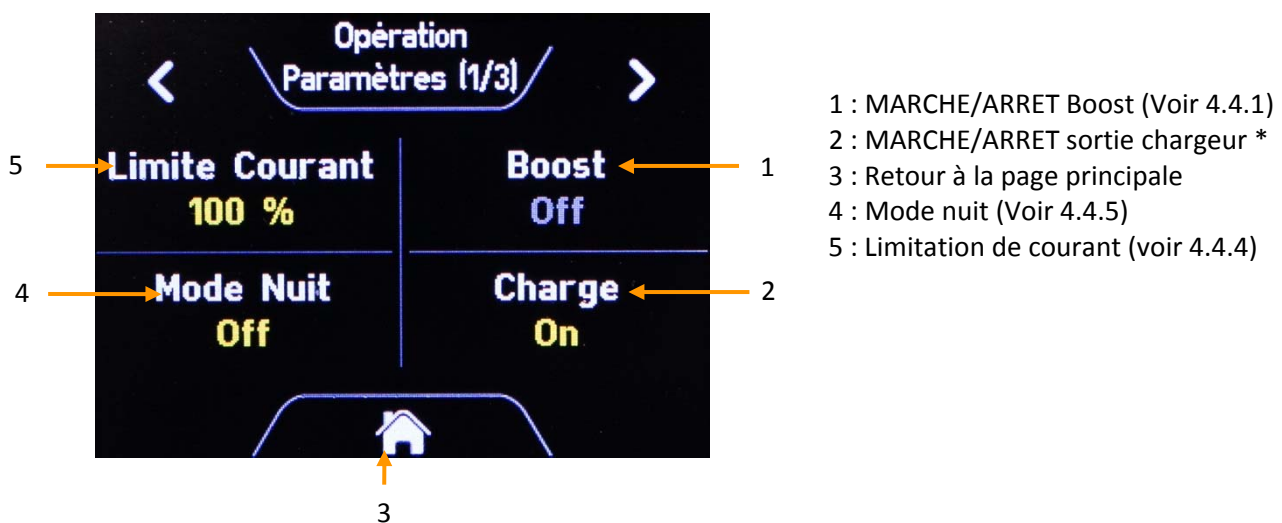 Opération
Paramètres (1/3)
Limite Courant
100 %
Boost
Off
Mode Nuit
Off
Charge
On
5
1
4
2
3
1 : MARCHE/ARRET Boost (Voir 4.4.1)
2 : MARCHE/ARRET sortie chargeur *
3 : Retour à la page principale
4 : Mode nuit (Voir 4.4.5)
5 : Limitation de courant (voir 4.4.4)